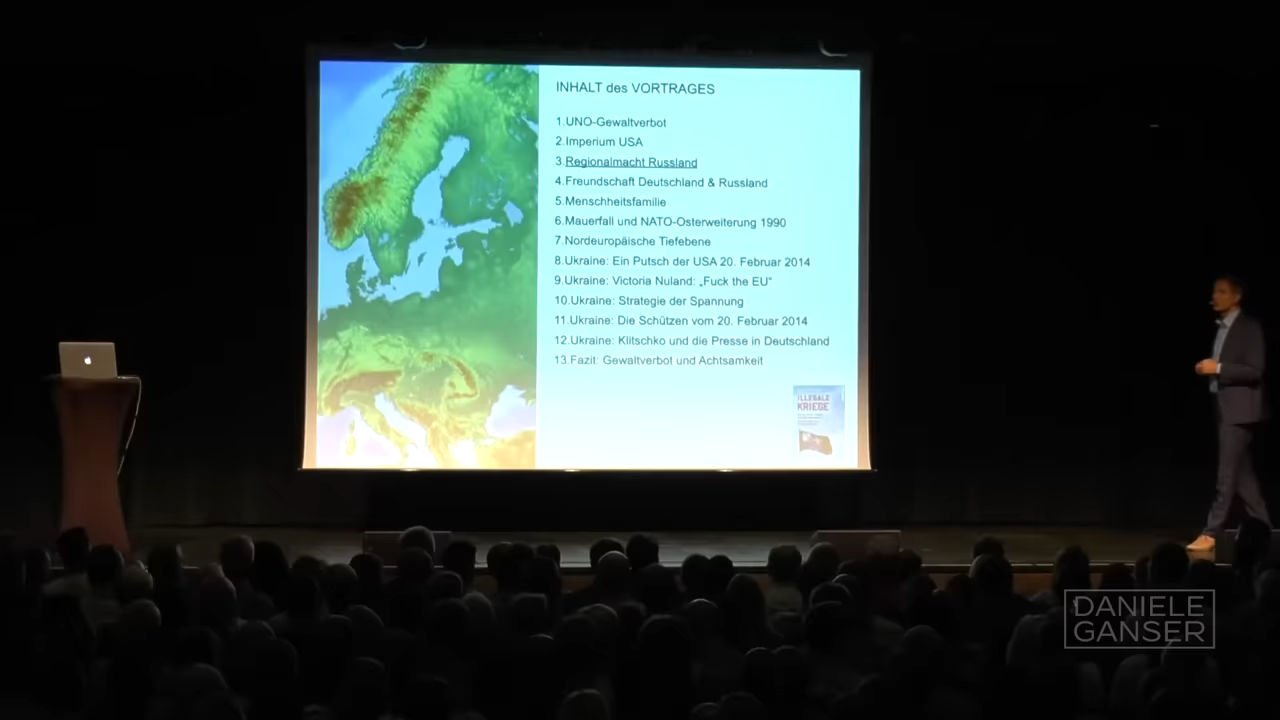 INHALT des VORTRAGES
1.UNO-Gewaltverbot
2.Imperium USA
3.Regionalmacht Russland
4.Freundschaft Deutschland & Russland
5.Menschheitsfamilie
6.Mauerfall und NATO-Osterweiterung 1990
7.Nordeuropäische Tiefebene
8.Ukraine: Ein Putsch der USA 20. Februar 2014
9.Ukraine: Victoria Nuland: „Fuck the EU"
10.Ukraine: Strategie der Spannung
11.Ukraine: Die Schützen vom 20. Februar 2014
12.Ukraine: Klitschko und die Presse in Deutschland
13.Fazit: Gewaltverbot und Achtsamkeit
ILLEGALE
KRIEGE
DANIELE
GANSER